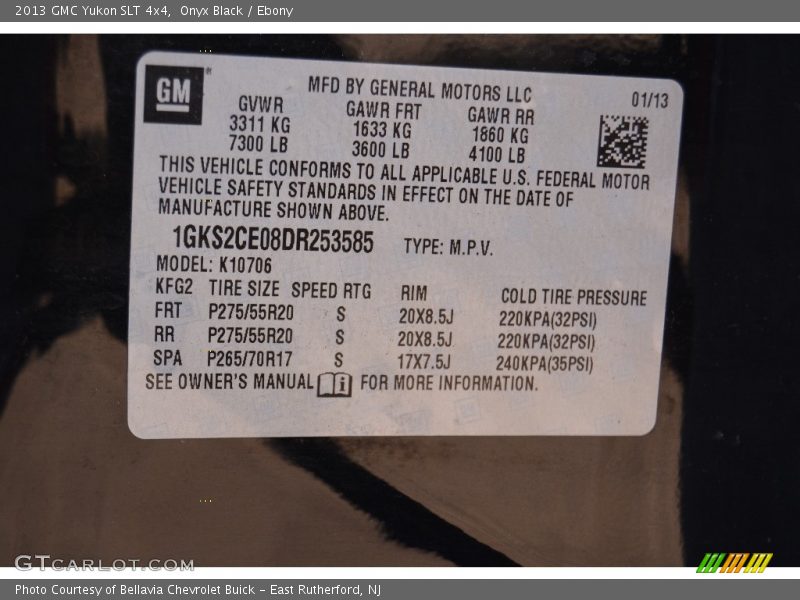 2013 GMC Yukon SLT 4x4, Onyx Black / Ebony
GM
MFD BY GENERAL MOTORS LLC
01/13
GVWR GAWR FRT GAWR RR
3311 KG 1633 KG 1860 KG
7300 LB 3600 LB 4100 LB
THIS VEHICLE CONFORMS TO ALL APPLICABLE U.S. FEDERAL MOTOR
VEHICLE SAFETY STANDARDS IN EFFECT ON THE DATE OF
MANUFACTURE SHOWN ABOVE.
1GKS2CE08DR253585 TYPE: M.P.V.
MODEL: K10706
KFG2 TIRE SIZE SPEED RTG RIM COLD TIRE PRESSURE
FRT P275/55R20 S 20X8.5J 220KPA(32PSI)
RR P275/55R20 S 20X8.5J 220KPA(32PSI)
SPA P265/70R17 S 17X7.5J 240KPA(35PSI)
SEE OWNER'S MANUAL i FOR MORE INFORMATION.
GTCARLOT.COM
Photo Courtesy of Bellavia Chevrolet Buick - East Rutherford, NJ